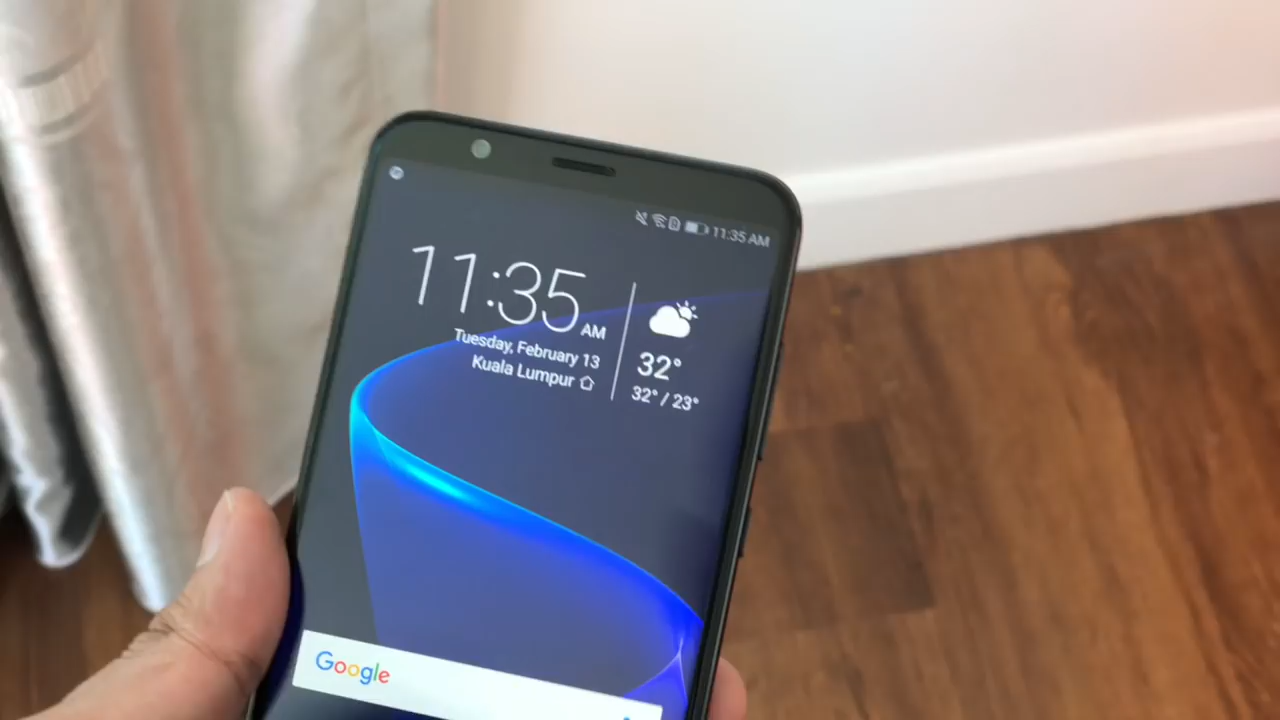 11:35 AM
11:35 AM
Tuesday, February 13
Kuala Lumpur
32°
32° / 23°
Google